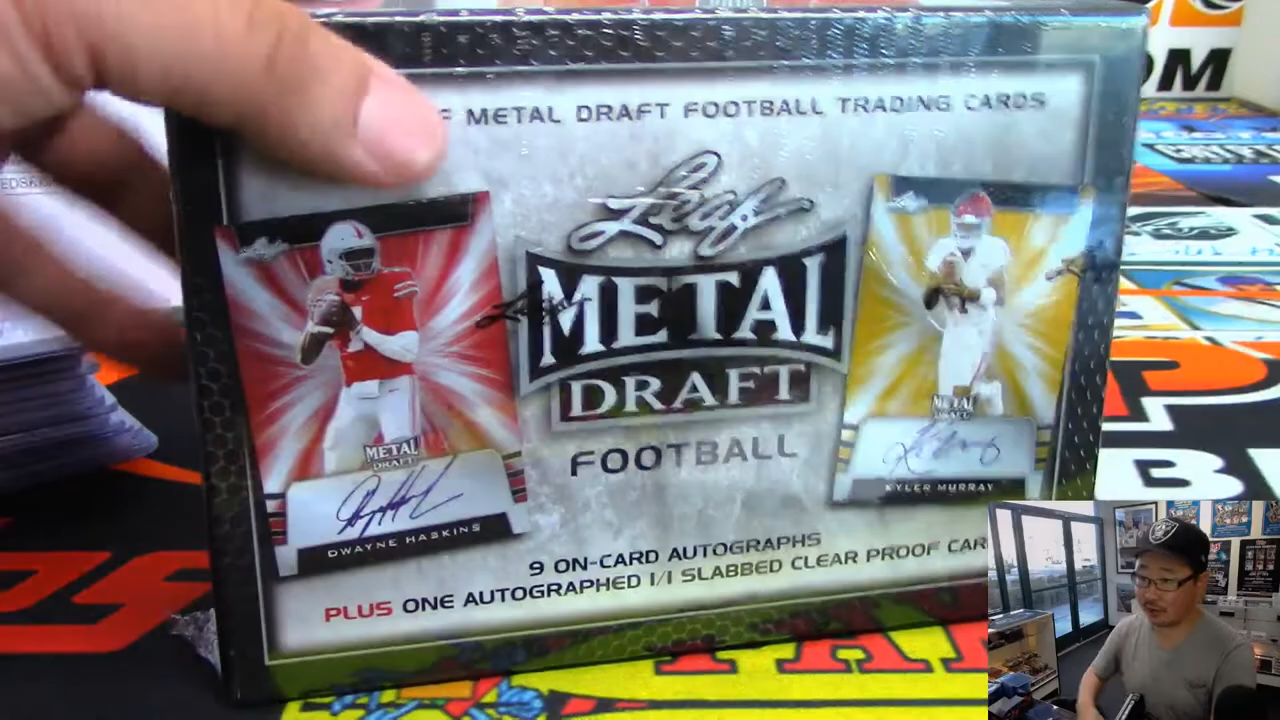 METAL DRAFT FOOTBALL TRADING CARDS
Leaf
METAL
DRAFT
FOOTBALL
METAL
DRAFT
DWAYNE HASKINS
METAL
DRAFT
KYLER MURRAY
9 ON-CARD AUTOGRAPHS
PLUS ONE AUTOGRAPHED 1/1 SLABBED CLEAR PROOF CAR
OM